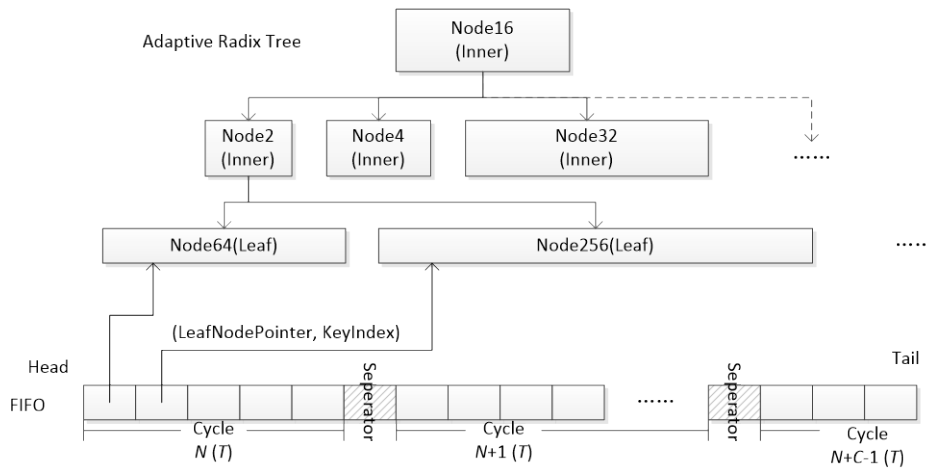 Adaptive Radix Tree
Node16
(Inner)
Node2
(Inner)
Node4
(Inner)
Node32
(Inner)
......
Node64(Leaf)
Node256(Leaf)
......
(LeafNodePointer, KeyIndex)
Head
Tail
FIFO
Seperator
......
Seperator
Cycle
N (T)
Cycle
N+1 (T)
Cycle
N+C-1 (T)